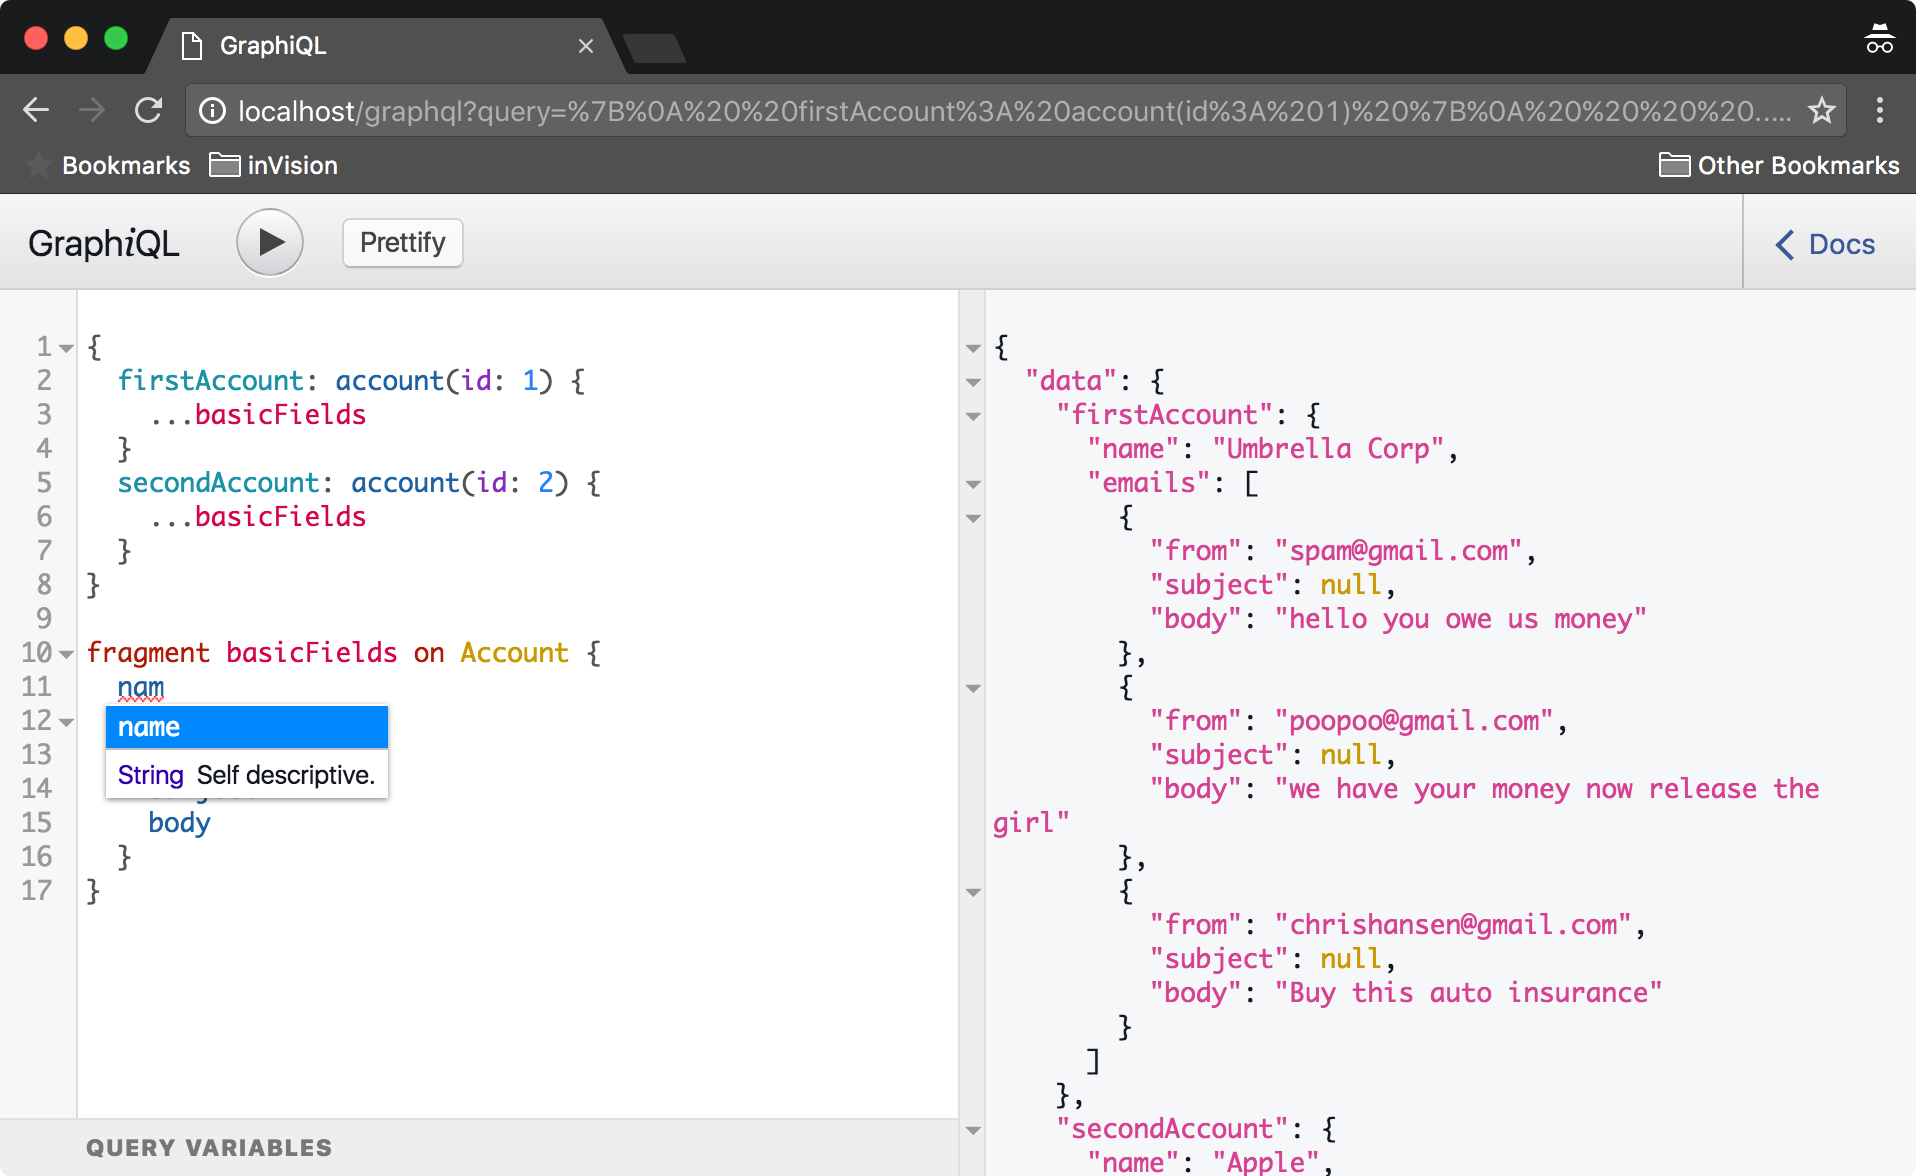 GraphiQL
localhost/graphql?query=%7B%0A%20%20firstAccount%3A%20account(id%3A%201)%20%7B%0A%20%20%20%20.....
Bookmarks inVision Other Bookmarks
GraphiQL Prettify Docs
1 {
2 firstAccount: account(id: 1) {
3 ...basicFields
4 }
5 secondAccount: account(id: 2) {
6 ...basicFields
7 }
8 }
9
10 fragment basicFields on Account {
11 nam
12 name
13 String Self descriptive.
14
15 body
16 }
17 }
QUERY VARIABLES
{
"data": {
"firstAccount": {
"name": "Umbrella Corp",
"emails": [
{
"from": "spam@gmail.com",
"subject": null,
"body": "hello you owe us money"
},
{
"from": "poopoo@gmail.com",
"subject": null,
"body": "we have your money now release the
girl"
},
{
"from": "chrishansen@gmail.com",
"subject": null,
"body": "Buy this auto insurance"
}
]
},
"secondAccount": {
"name": "Apple",